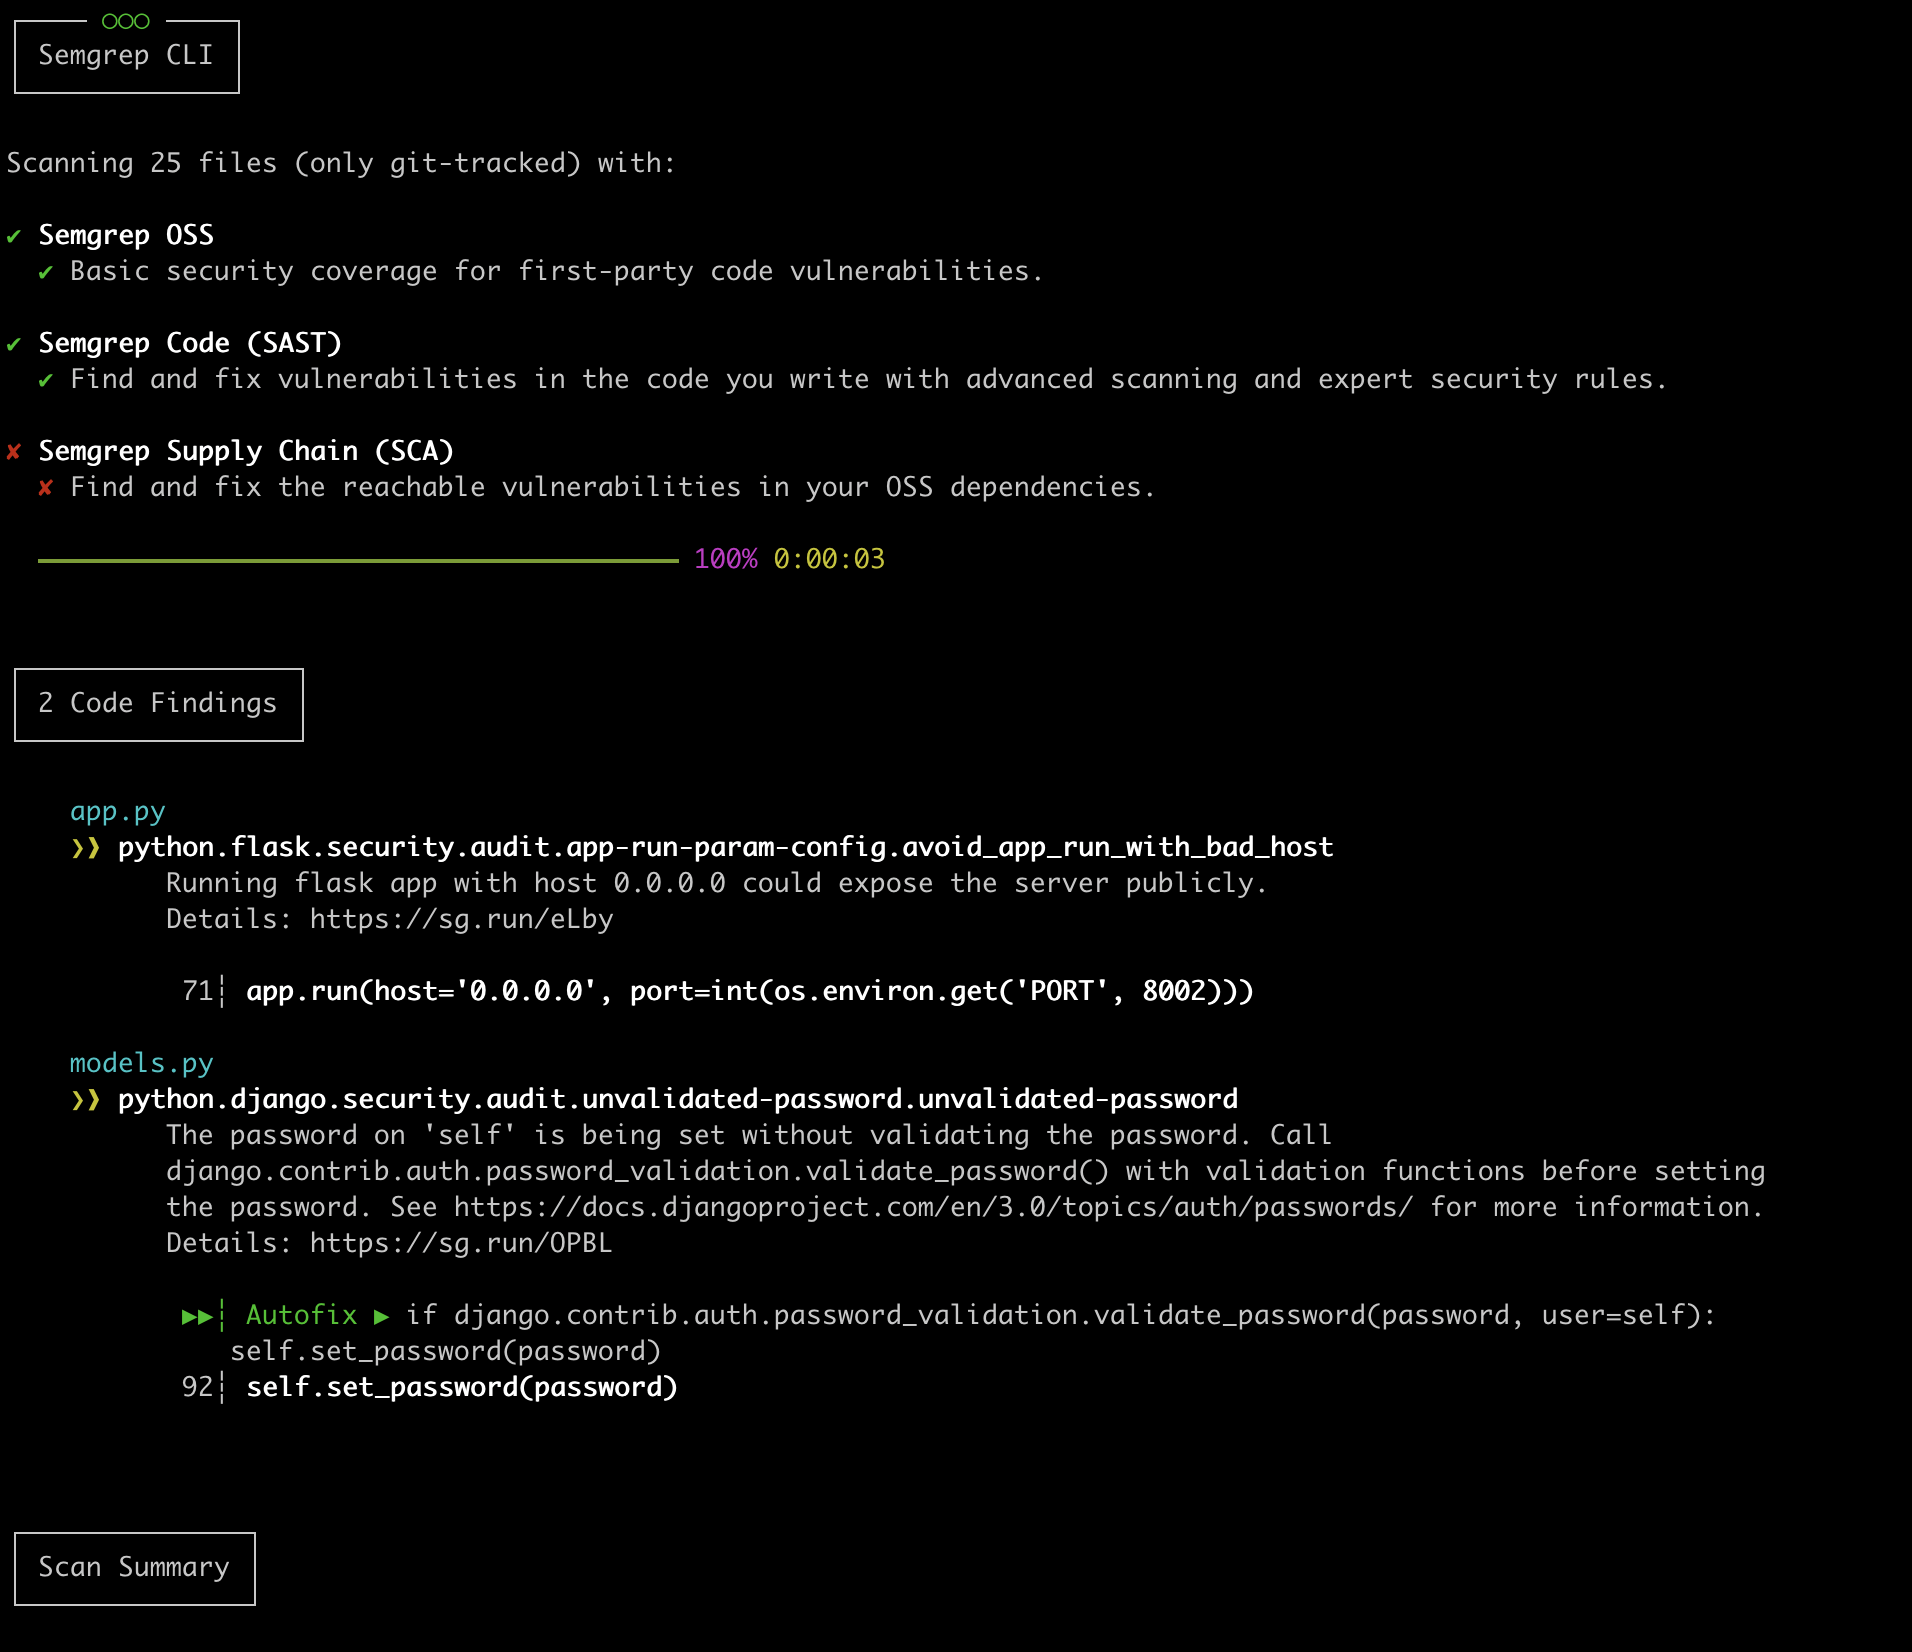 ○○○
Semgrep CLI
Scanning 25 files (only git-tracked) with:
✔ Semgrep OSS
✔ Basic security coverage for first-party code vulnerabilities.
✔ Semgrep Code (SAST)
✔ Find and fix vulnerabilities in the code you write with advanced scanning and expert security rules.
✘ Semgrep Supply Chain (SCA)
✘ Find and fix the reachable vulnerabilities in your OSS dependencies.
100% 0:00:03
2 Code Findings
app.py
❯❱ python.flask.security.audit.app-run-param-config.avoid_app_run_with_bad_host
Running flask app with host 0.0.0.0 could expose the server publicly.
Details: https://sg.run/eLby
71┆ app.run(host='0.0.0.0', port=int(os.environ.get('PORT', 8002)))
models.py
❯❱ python.django.security.audit.unvalidated-password.unvalidated-password
The password on 'self' is being set without validating the password. Call
django.contrib.auth.password_validation.validate_password() with validation functions before setting
the password. See https://docs.djangoproject.com/en/3.0/topics/auth/passwords/ for more information.
Details: https://sg.run/OPBL
▶▶┆ Autofix ▶ if django.contrib.auth.password_validation.validate_password(password, user=self):
self.set_password(password)
92┆ self.set_password(password)
Scan Summary